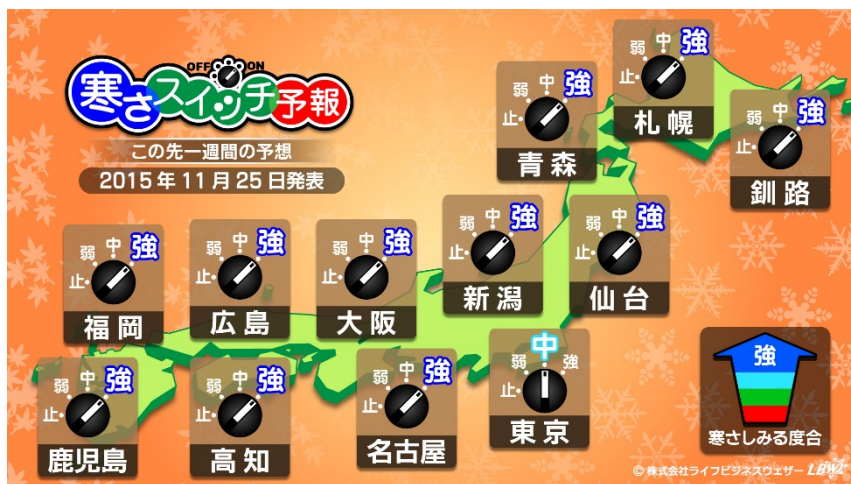 OFF ON
寒さスイッチ予報
この先一週間の予想
2015年11月25日発表
止 弱 中 強
札幌
止 弱 中 強
青森
止 弱 中 強
釧路
止 弱 中 強
新潟
止 弱 中 強
仙台
止 弱 中 強
福岡
止 弱 中 強
広島
止 弱 中 強
大阪
止 弱 中 強
鹿児島
止 弱 中 強
高知
止 弱 中 強
名古屋
止 弱 中 強
東京
強
寒さしみる度合
© 株式会社ライフビジネスウェザー LBW